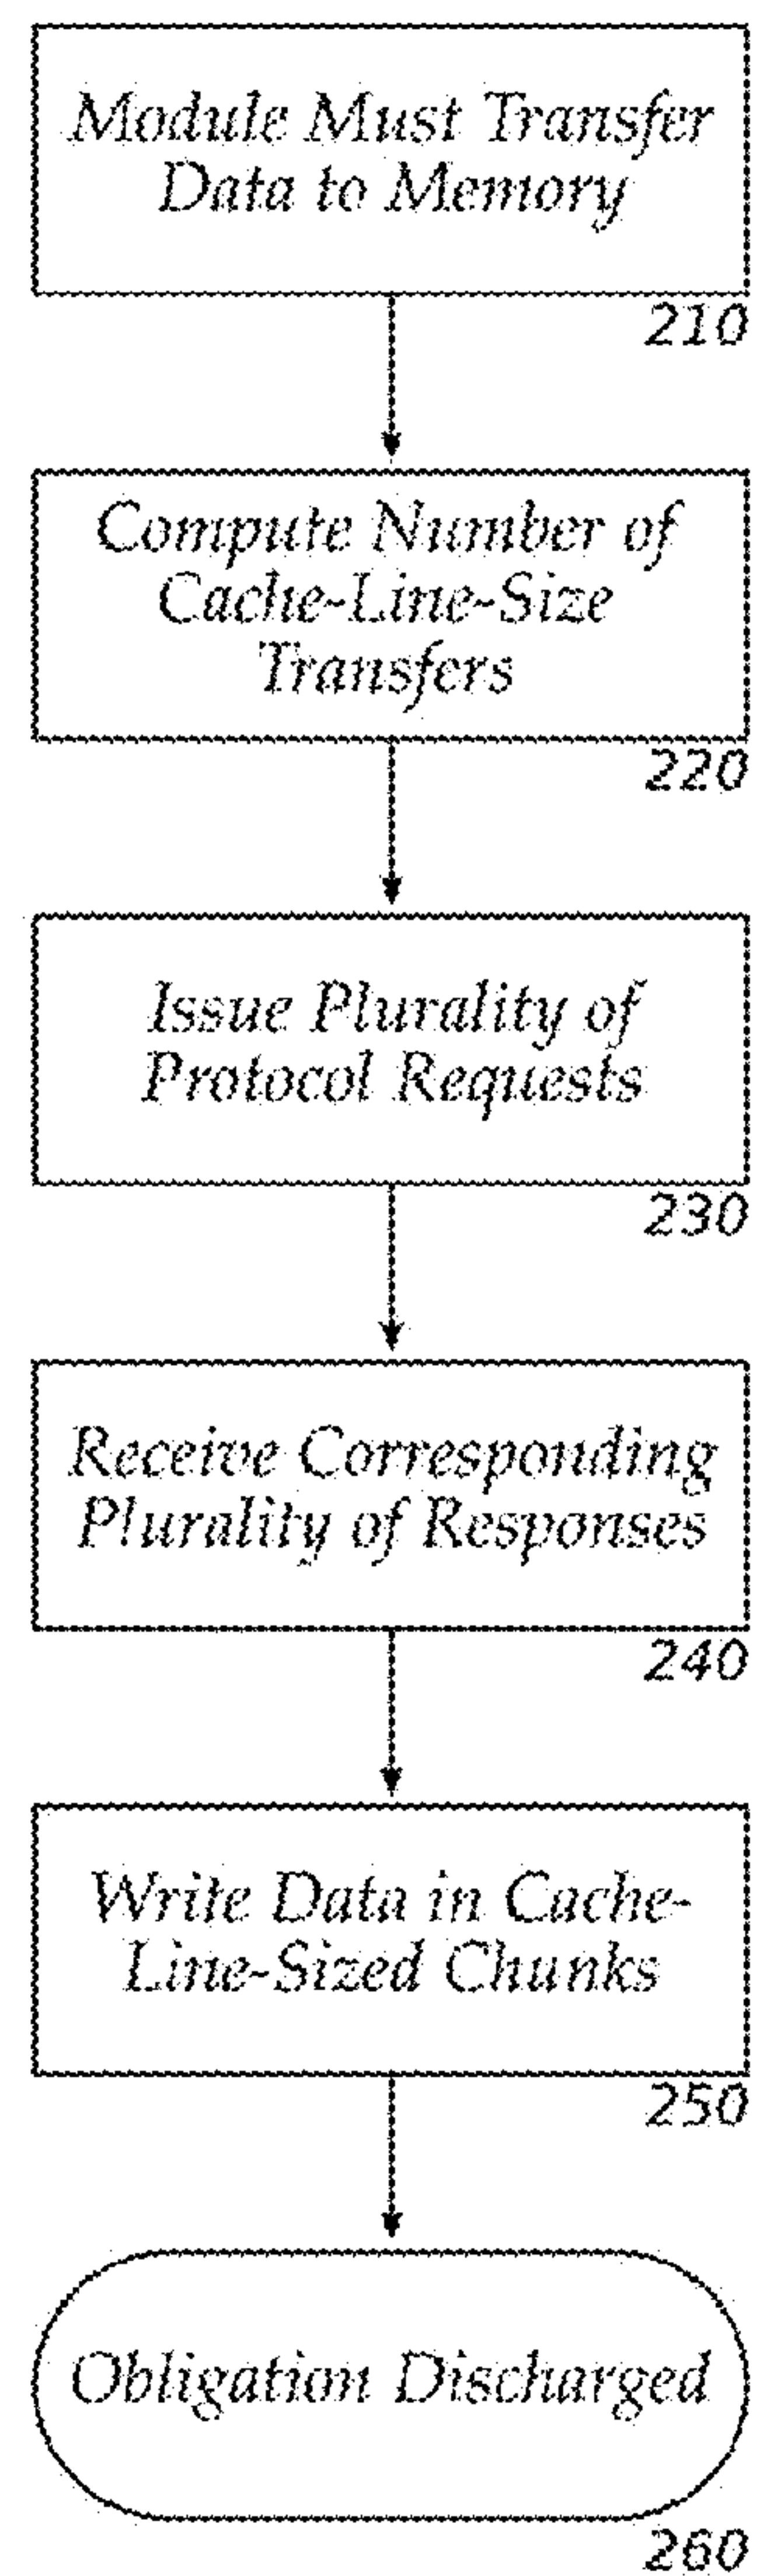 Module Must Transfer
Data to Memory
210
Compute Number of
Cache-Line-Size
Transfers
220
Issue Plurality of
Protocol Requests
230
Receive Corresponding
Plurality of Responses
240
Write Data in Cache-
Line-Sized Chunks
250
Obligation Discharged
260